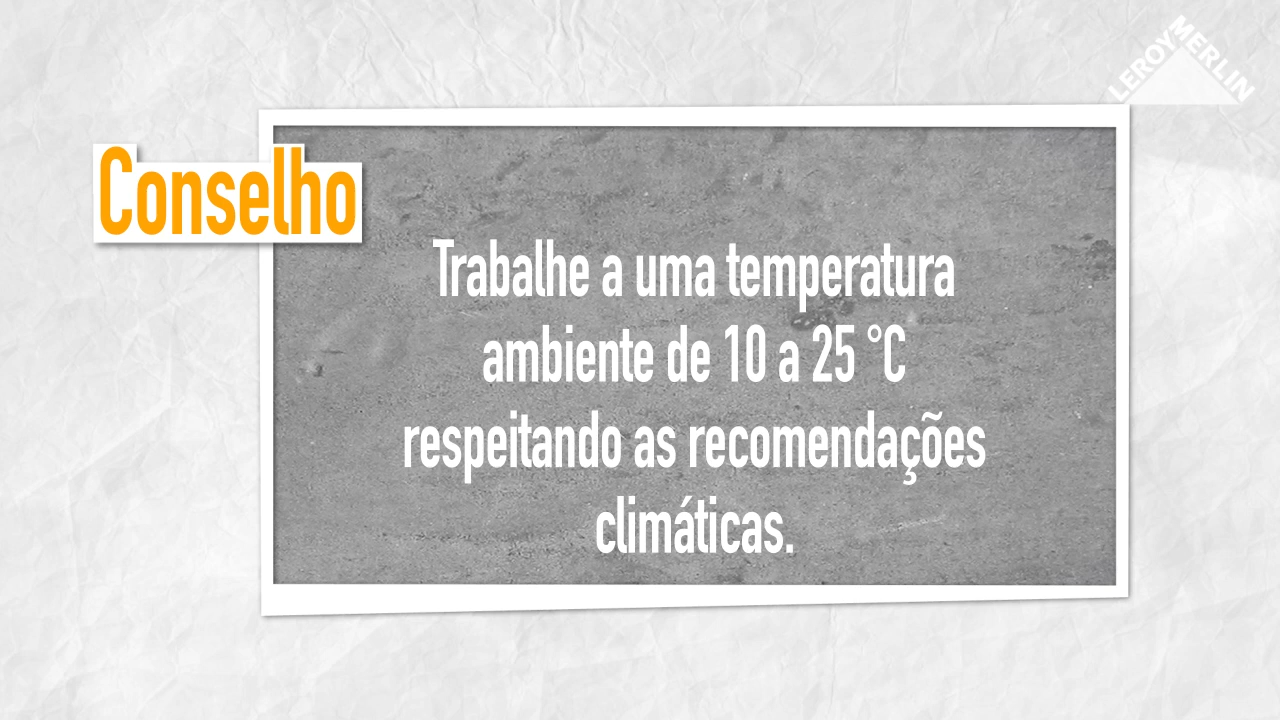 LEROY MERLIN
Conselho
Trabalhe a uma temperatura
ambiente de 10 a 25 °C
respeitando as recomendações
climáticas.